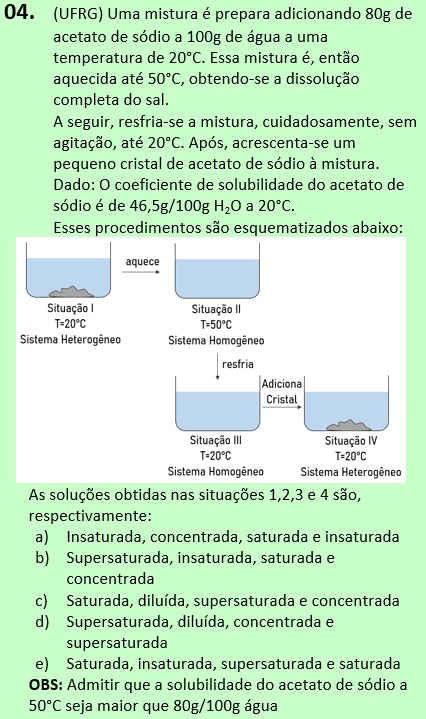 04. (UFRG) Uma mistura é prepara adicionando 80g de
acetato de sódio a 100g de água a uma
temperatura de 20°C. Essa mistura é, então
aquecida até 50°C, obtendo-se a dissolução
completa do sal.
A seguir, resfria-se a mistura, cuidadosamente, sem
agitação, até 20°C. Após, acrescenta-se um
pequeno cristal de acetato de sódio à mistura.
Dado: O coeficiente de solubilidade do acetato de
sódio é de 46,5g/100g H₂O a 20°C.
Esses procedimentos são esquematizados abaixo:
aquece
Situação I
T=20°C
Sistema Heterogêneo
Situação II
T=50°C
Sistema Homogêneo
resfria
Adiciona
Cristal
Situação III
T=20°C
Sistema Homogêneo
Situação IV
T=20°C
Sistema Heterogêneo
As soluções obtidas nas situações 1,2,3 e 4 são,
respectivamente:
a) Insaturada, concentrada, saturada e insaturada
b) Supersaturada, insaturada, saturada e
concentrada
c) Saturada, diluída, supersaturada e concentrada
d) Supersaturada, diluída, concentrada e
supersaturada
e) Saturada, insaturada, supersaturada e saturada
OBS: Admitir que a solubilidade do acetato de sódio a
50°C seja maior que 80g/100g água